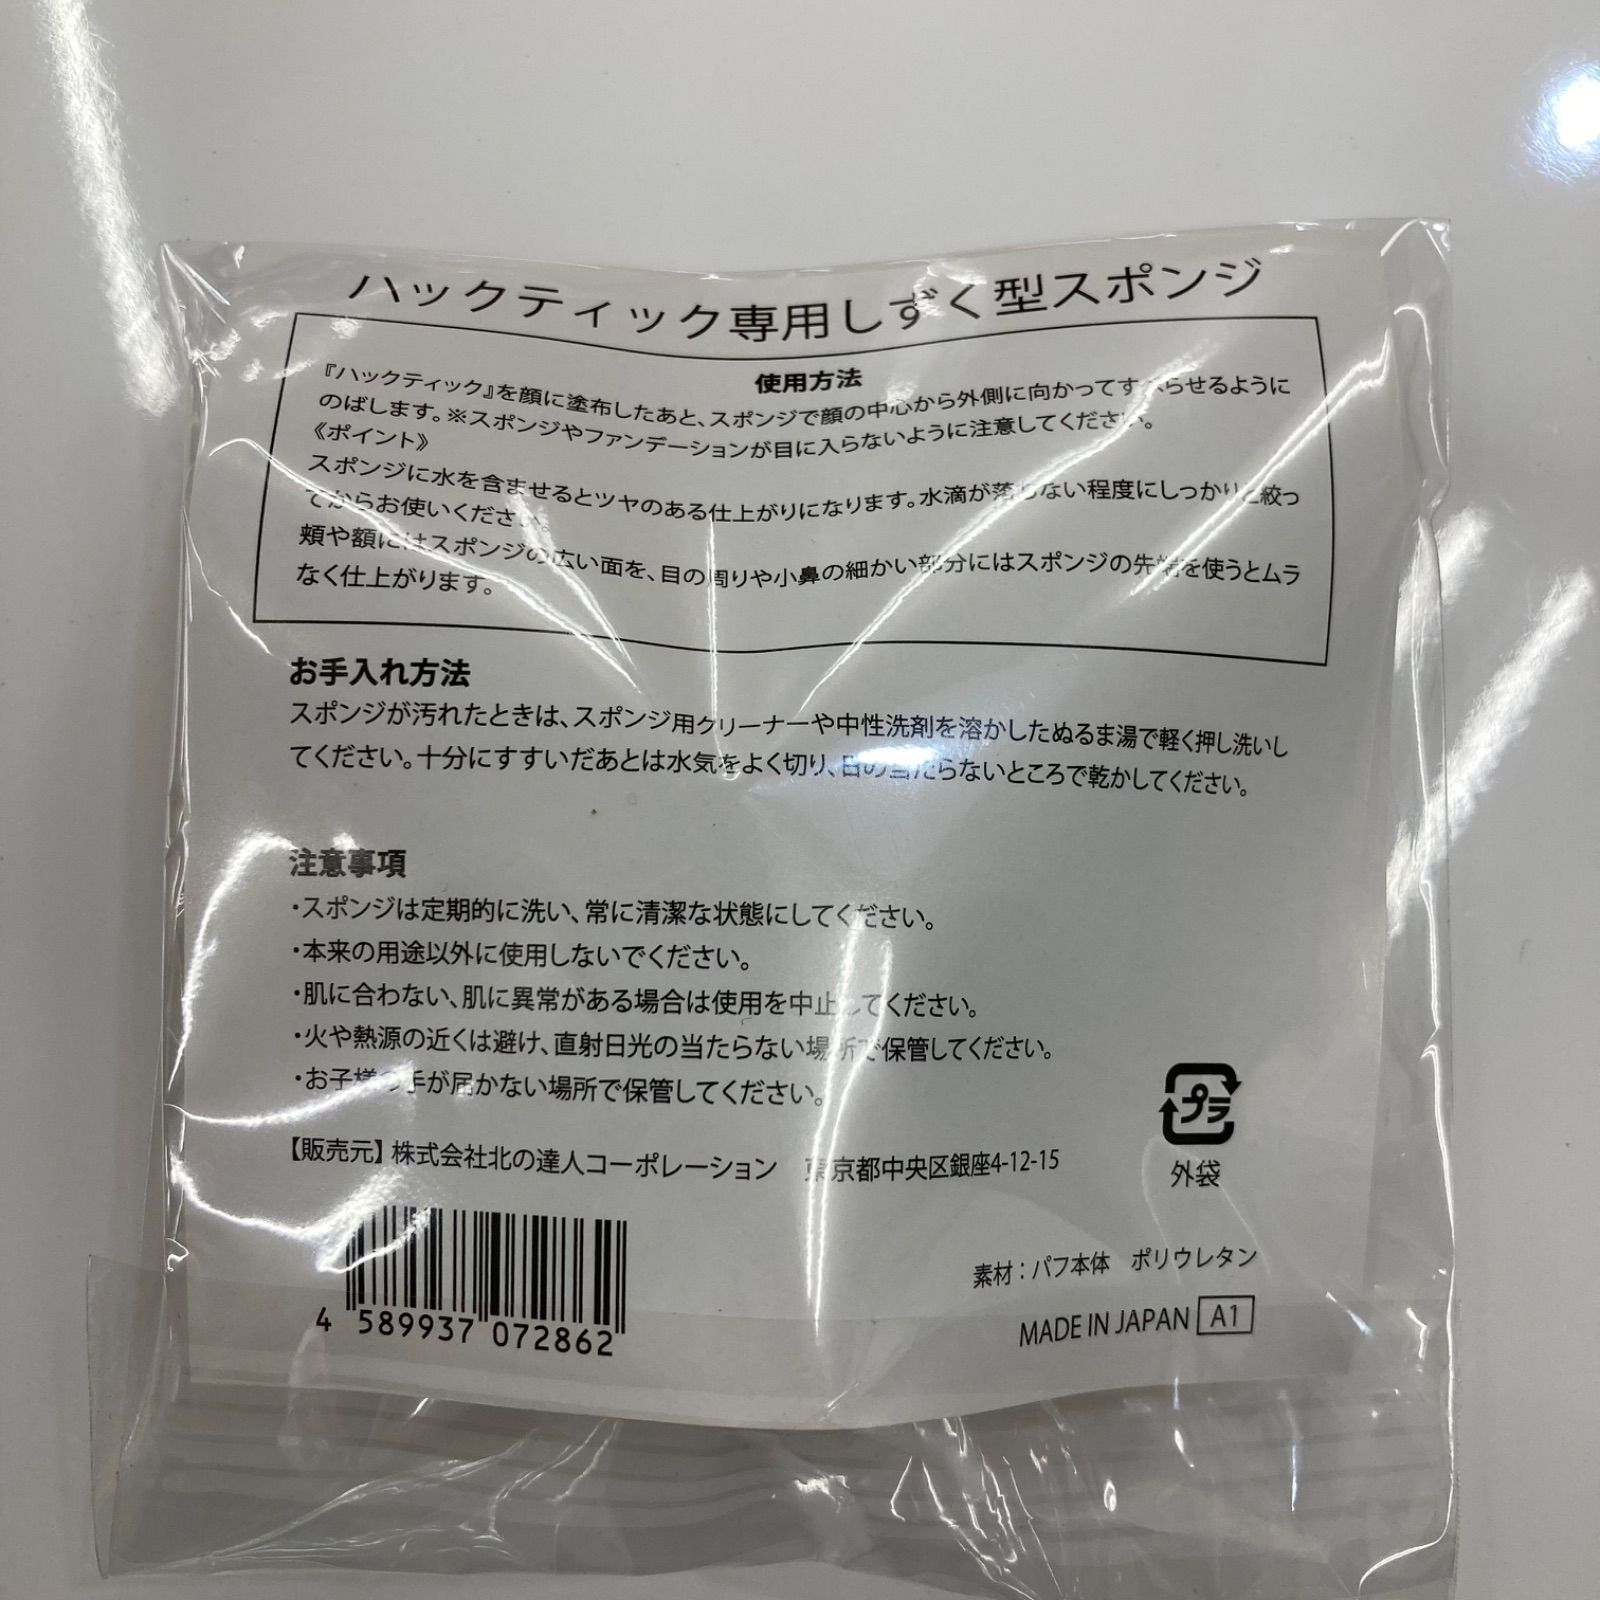 ハックティック専用しずく型スポンジ
使用方法
『ハックティック』を顔に塗布したあと、スポンジで顔の中心から外側に向かってすべらせるように
のばします。※スポンジやファンデーションが目に入らないように注意してください。
《ポイント》
スポンジに水を含ませるとツヤのある仕上がりになります。水滴が落ちない程度にしっかりと絞っ
てからお使いください。
頬や額にはスポンジの広い面を、目の周りや小鼻の細かい部分にはスポンジの先端を使うとムラ
なく仕上がります。
お手入れ方法
スポンジが汚れたときは、スポンジ用クリーナーや中性洗剤を溶かしたぬるま湯で軽く押し洗いし
てください。十分にすすいだあとは水気をよく切り、日の当たらないところで乾かしてください。
注意事項
・スポンジは定期的に洗い、常に清潔な状態にしてください。
・本来の用途以外に使用しないでください。
・肌に合わない、肌に異常がある場合は使用を中止してください。
・火や熱源の近くは避け、直射日光の当たらない場所で保管してください。
・お子様の手が届かない場所で保管してください。
【販売元】株式会社北の達人コーポレーション 東京都中央区銀座4-12-15
プラ
外袋
素材：パフ本体 ポリウレタン
MADE IN JAPAN A1
4 589937 072862